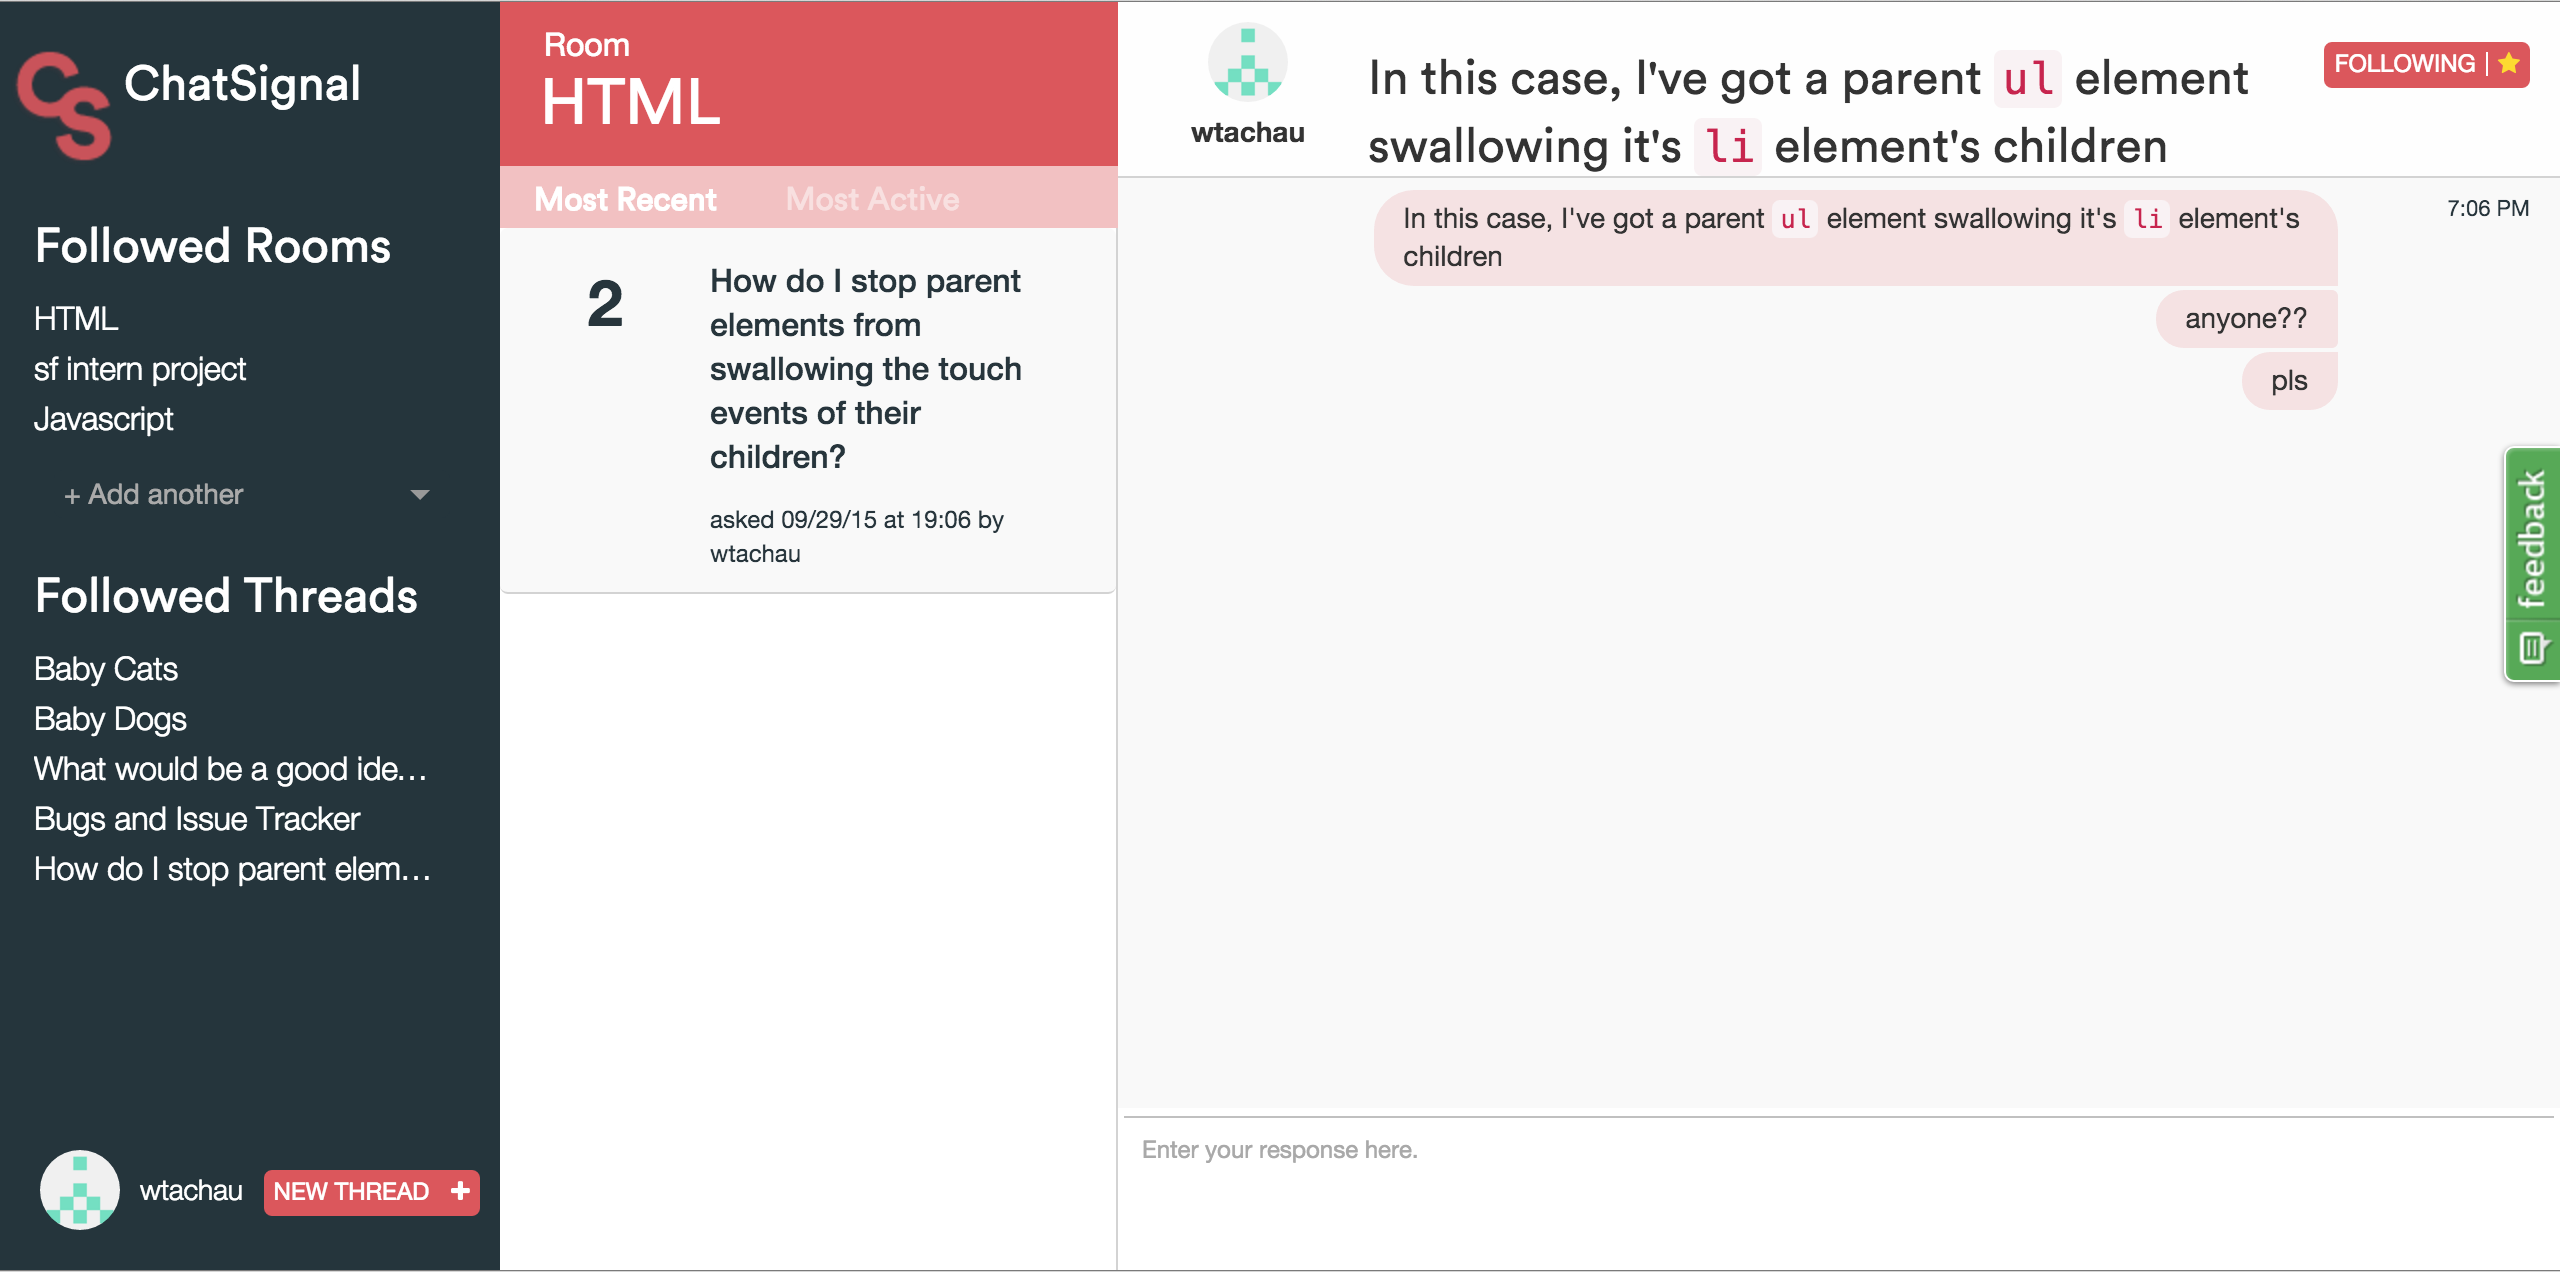 CS
ChatSignal
Followed Rooms
HTML
sf intern project
Javascript
+ Add another
Followed Threads
Baby Cats
Baby Dogs
What would be a good ide...
Bugs and Issue Tracker
How do I stop parent elem...
wtachau
NEW THREAD +
Room
HTML
Most Recent Most Active
2
How do I stop parent
elements from
swallowing the touch
events of their
children?
asked 09/29/15 at 19:06 by
wtachau
wtachau
In this case, I've got a parent ul element
swallowing it's li element's children
FOLLOWING |
In this case, I've got a parent ul element swallowing it's li element's
children
7:06 PM
anyone??
pls
feedback
Enter your response here.